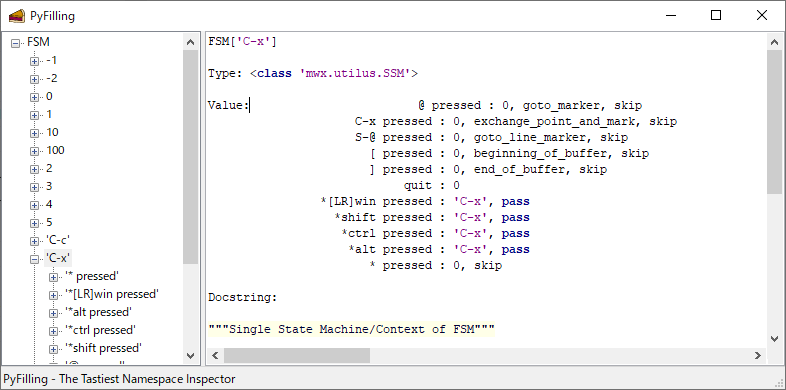 PyFilling
FSM
-1
-2
0
1
10
100
2
3
4
5
'C-c'
'C-x'
'* pressed'
'*[LR]win pressed'
'*alt pressed'
'*ctrl pressed'
'*shift pressed'
FSM['C-x']
Type: <class 'mwx.utilus.SSM'>
Value: @ pressed : 0, goto_marker, skip
C-x pressed : 0, exchange_point_and_mark, skip
S-@ pressed : 0, goto_line_marker, skip
[ pressed : 0, beginning_of_buffer, skip
] pressed : 0, end_of_buffer, skip
quit : 0
*[LR]win pressed : 'C-x', pass
*shift pressed : 'C-x', pass
*ctrl pressed : 'C-x', pass
*alt pressed : 'C-x', pass
* pressed : 0, skip
Docstring:
"""Single State Machine/Context of FSM"""
PyFilling - The Tastiest Namespace Inspector